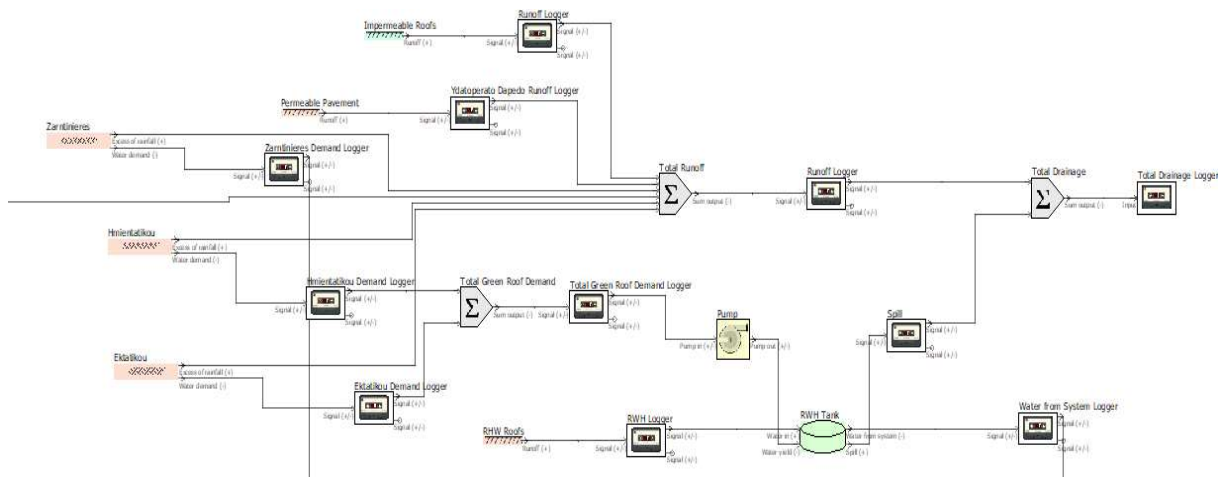 Runoff Logger
Impermeable Roofs
Signal (+/-)
Runoff (+)
Signal (+/-)
Signal (+/-)
Ydatoperato Dapedo Runoff Logger
Permeable Pavement
Signal (+/-)
Runoff (+)
Signal (+/-)
Signal (+/-)
Zarntinieres
Excess of rainfall (+)
Water demand (-)
Zarntinieres Demand Logger
Signal (+/-)
Signal (+/-)
Signal (+/-)
Total Runoff
Sum output (-)
Runoff Logger
Signal (+/-)
Signal (+/-)
Signal (+/-)
Total Drainage
Sum output (-)
Total Drainage Logger
Input
Hmientatikou
Excess of rainfall (+)
Water demand (-)
Hmientatikou Demand Logger
Signal (+/-)
Signal (+/-)
Signal (+/-)
Total Green Roof Demand
Sum output (-)
Total Green Roof Demand Logger
Signal (+/-)
Signal (+/-)
Signal (+/-)
Pump
Pump in (+/-)
Pump out (+/-)
Spill
Signal (+/-)
Signal (+/-)
Signal (+/-)
Ektatikou
Excess of rainfall (+)
Water demand (-)
Ektatikou Demand Logger
Signal (+/-)
Signal (+/-)
Signal (+/-)
RHW Roofs
Runoff (+)
RWH Logger
Signal (+/-)
Signal (+/-)
Signal (+/-)
RWH Tank
Water in (+)
Water yield (-)
Water from system (-)
Spill (+)
Water from System Logger
Signal (+/-)
Signal (+/-)
Signal (+/-)